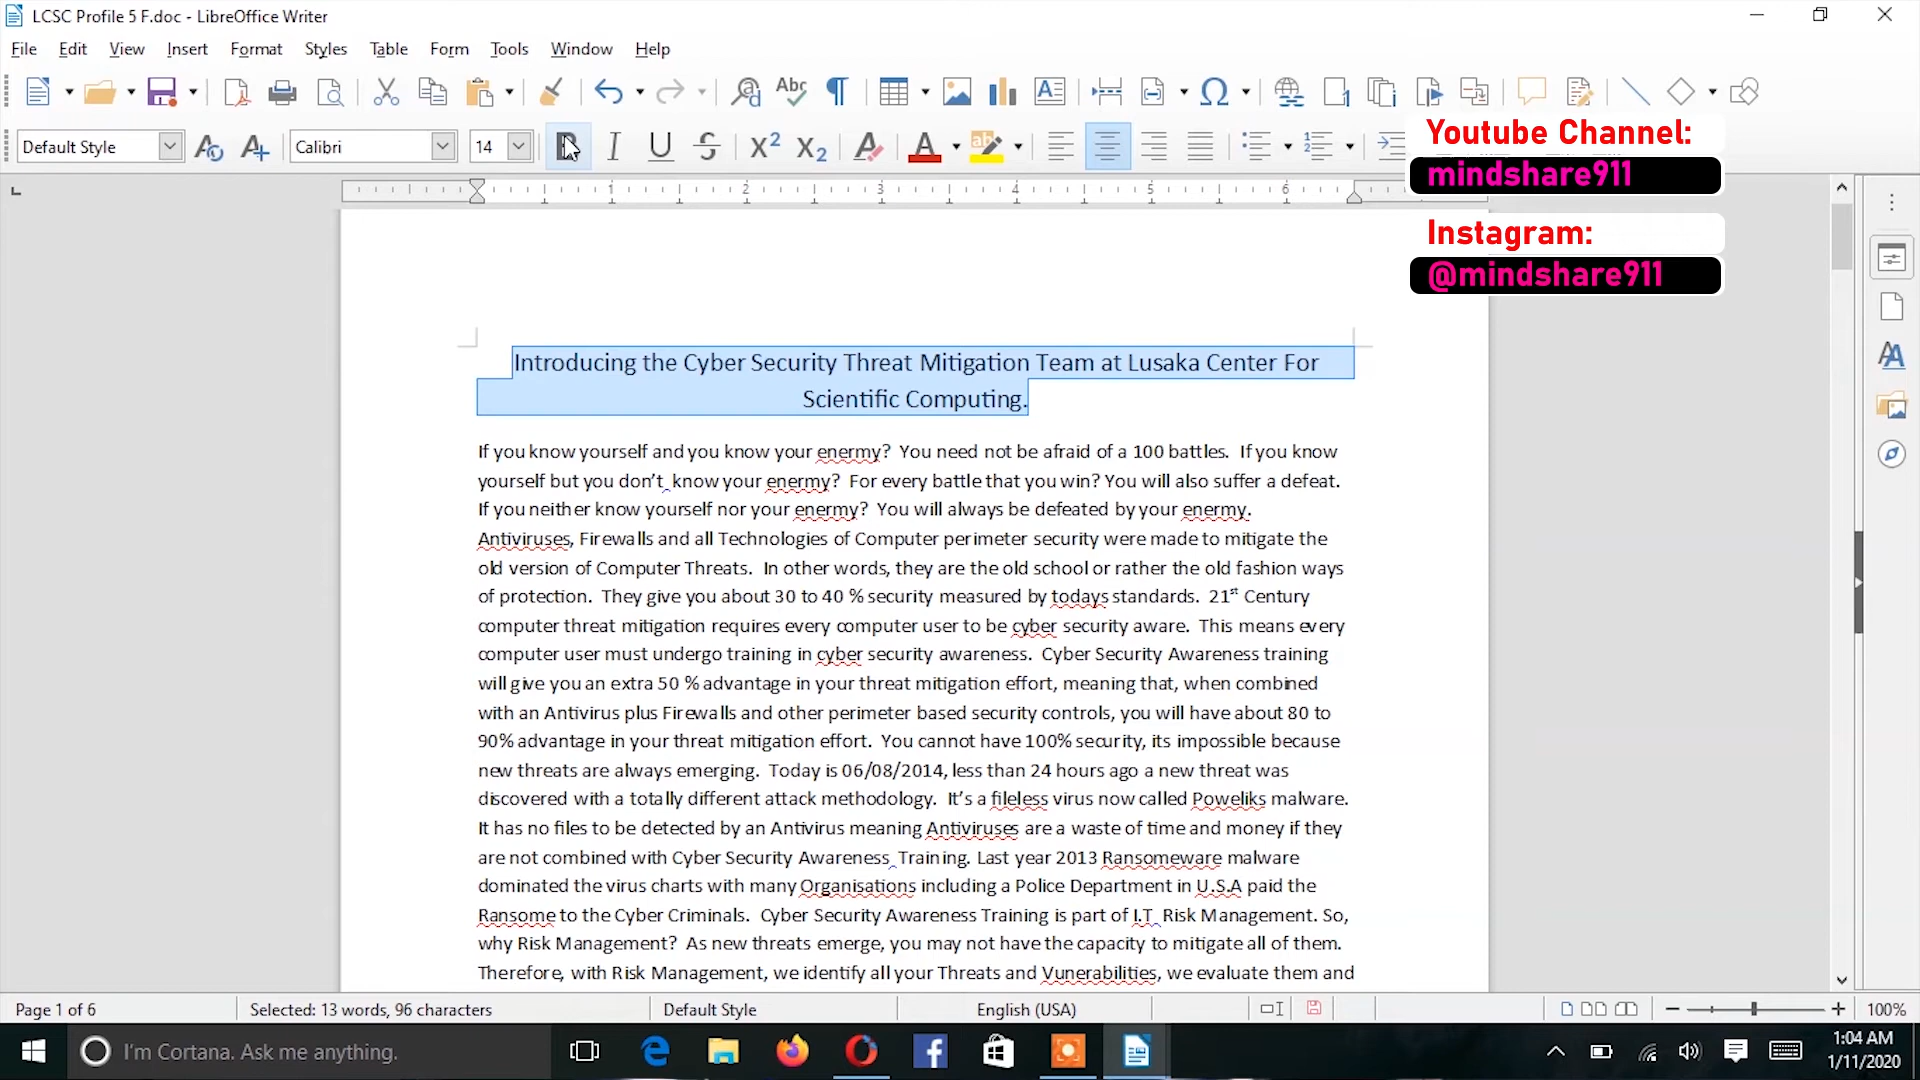 LCSC Profile 5 F.doc - LibreOffice Writer
File Edit View Insert Format Styles Table Form Tools Window Help
Default Style Calibri 14
Youtube Channel:
mindshare911
Instagram:
@mindshare911
1 2 3 4 5 6
Introducing the Cyber Security Threat Mitigation Team at Lusaka Center For
Scientific Computing.
If you know yourself and you know your enermy? You need not be afraid of a 100 battles. If you know
yourself but you don’t know your enermy? For every battle that you win? You will also suffer a defeat.
If you neither know yourself nor your enermy? You will always be defeated by your enermy.
Antiviruses, Firewalls and all Technologies of Computer perimeter security were made to mitigate the
old version of Computer Threats. In other words, they are the old school or rather the old fashion ways
of protection. They give you about 30 to 40 % security measured by todays standards. 21st Century
computer threat mitigation requires every computer user to be cyber security aware. This means every
computer user must undergo training in cyber security awareness. Cyber Security Awareness training
will give you an extra 50 % advantage in your threat mitigation effort, meaning that, when combined
with an Antivirus plus Firewalls and other perimeter based security controls, you will have about 80 to
90% advantage in your threat mitigation effort. You cannot have 100% security, its impossible because
new threats are always emerging. Today is 06/08/2014, less than 24 hours ago a new threat was
discovered with a totally different attack methodology. It’s a fileless virus now called Poweliks malware.
It has no files to be detected by an Antivirus meaning Antiviruses are a waste of time and money if they
are not combined with Cyber Security Awareness Training. Last year 2013 Ransomeware malware
dominated the virus charts with many Organisations including a Police Department in U.S.A paid the
Ransome to the Cyber Criminals. Cyber Security Awareness Training is part of I.T Risk Management. So,
why Risk Management? As new threats emerge, you may not have the capacity to mitigate all of them.
Therefore, with Risk Management, we identify all your Threats and Vunerabilities, we evaluate them and
Page 1 of 6 Selected: 13 words, 96 characters Default Style English (USA) 100%
I'm Cortana. Ask me anything.
1:04 AM
1/11/2020